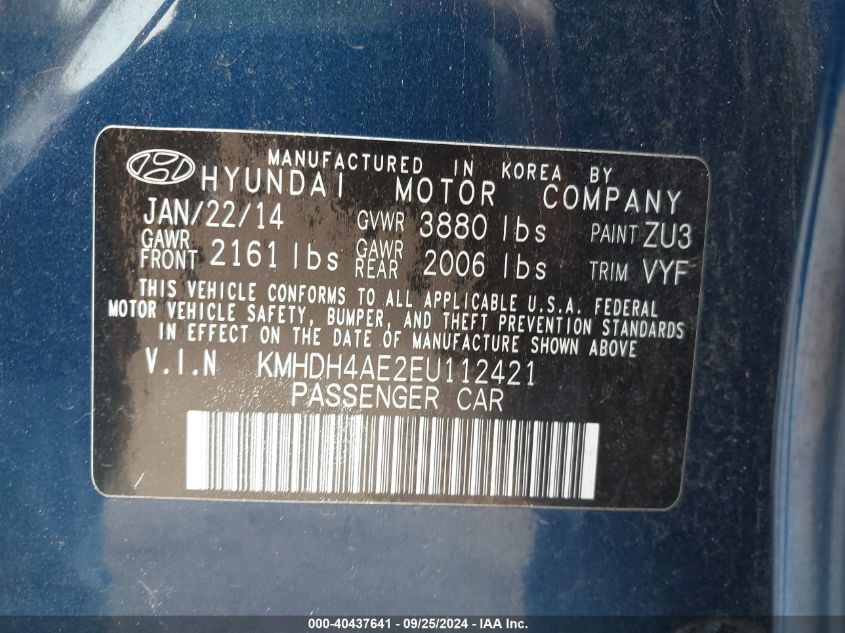 MANUFACTURED IN KOREA BY
HYUNDAI MOTOR COMPANY
JAN/22/14 GVWR 3880 lbs PAINT ZU3
GAWR FRONT 2161 lbs GAWR REAR 2006 lbs TRIM VYF
THIS VEHICLE CONFORMS TO ALL APPLICABLE U.S.A. FEDERAL
MOTOR VEHICLE SAFETY, BUMPER, AND THEFT PREVENTION STANDARDS
IN EFFECT ON THE DATE OF MANUFACTURE SHOWN ABOVE
V.I.N KMHDH4AE2EU112421
PASSENGER CAR
000-40437641 - 09/25/2024 - IAA Inc.